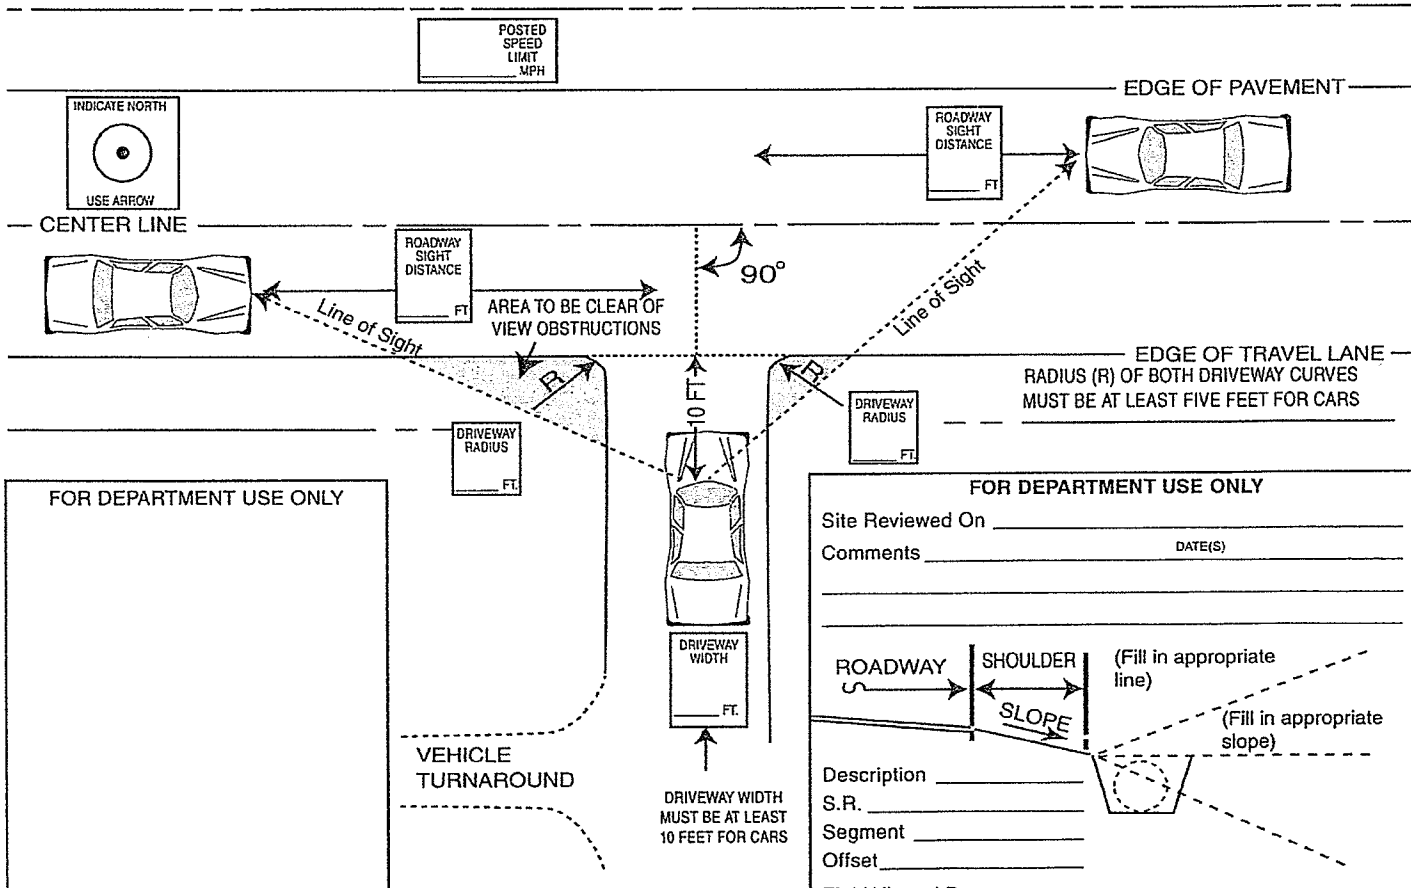 POSTED
SPEED
LIMIT
MPH
EDGE OF PAVEMENT
INDICATE NORTH
USE ARROW
ROADWAY
SIGHT
DISTANCE
FT
CENTER LINE
ROADWAY
SIGHT
DISTANCE
FT
90°
Line of Sight
Line of Sight
AREA TO BE CLEAR OF
VIEW OBSTRUCTIONS
EDGE OF TRAVEL LANE
RADIUS (R) OF BOTH DRIVEWAY CURVES
MUST BE AT LEAST FIVE FEET FOR CARS
R
10 FT
R
DRIVEWAY
RADIUS
FT.
DRIVEWAY
RADIUS
FT.
FOR DEPARTMENT USE ONLY
FOR DEPARTMENT USE ONLY
Site Reviewed On
DATE(S)
Comments
DRIVEWAY
WIDTH
FT.
ROADWAY
SHOULDER
SLOPE
(Fill in appropriate
line)
(Fill in appropriate
slope)
VEHICLE
TURNAROUND
DRIVEWAY WIDTH
MUST BE AT LEAST
10 FEET FOR CARS
Description
S.R.
Segment
Offset